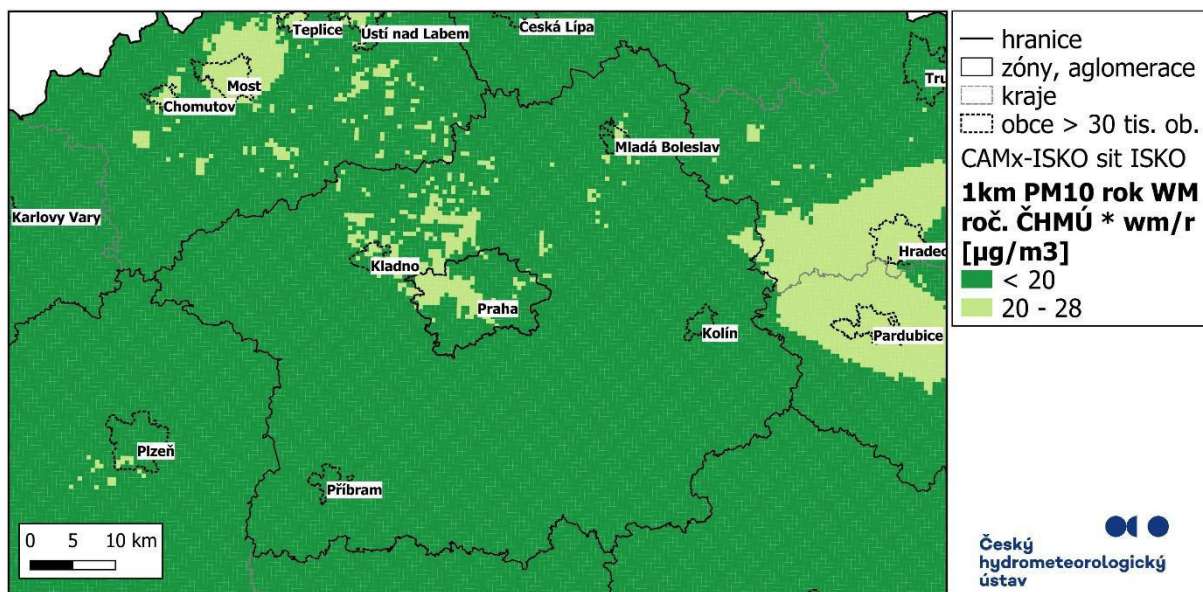 Teplice
Ústí nad Labem
Česká Lípa
Most
Chomutov
Tru
Mladá Boleslav
Karlovy Vary
Hradec
Kladno
Praha
Kolín
Pardubice
Plzeň
Příbram
0 5 10 km
hranice
zóny, aglomerace
kraje
obce > 30 tis. ob.
CAMx-ISKO sit ISKO
1km PM10 rok WM
roč. ČHMÚ * wm/r
[µg/m3]
< 20
20 - 28
Český
hydrometeorologický
ústav